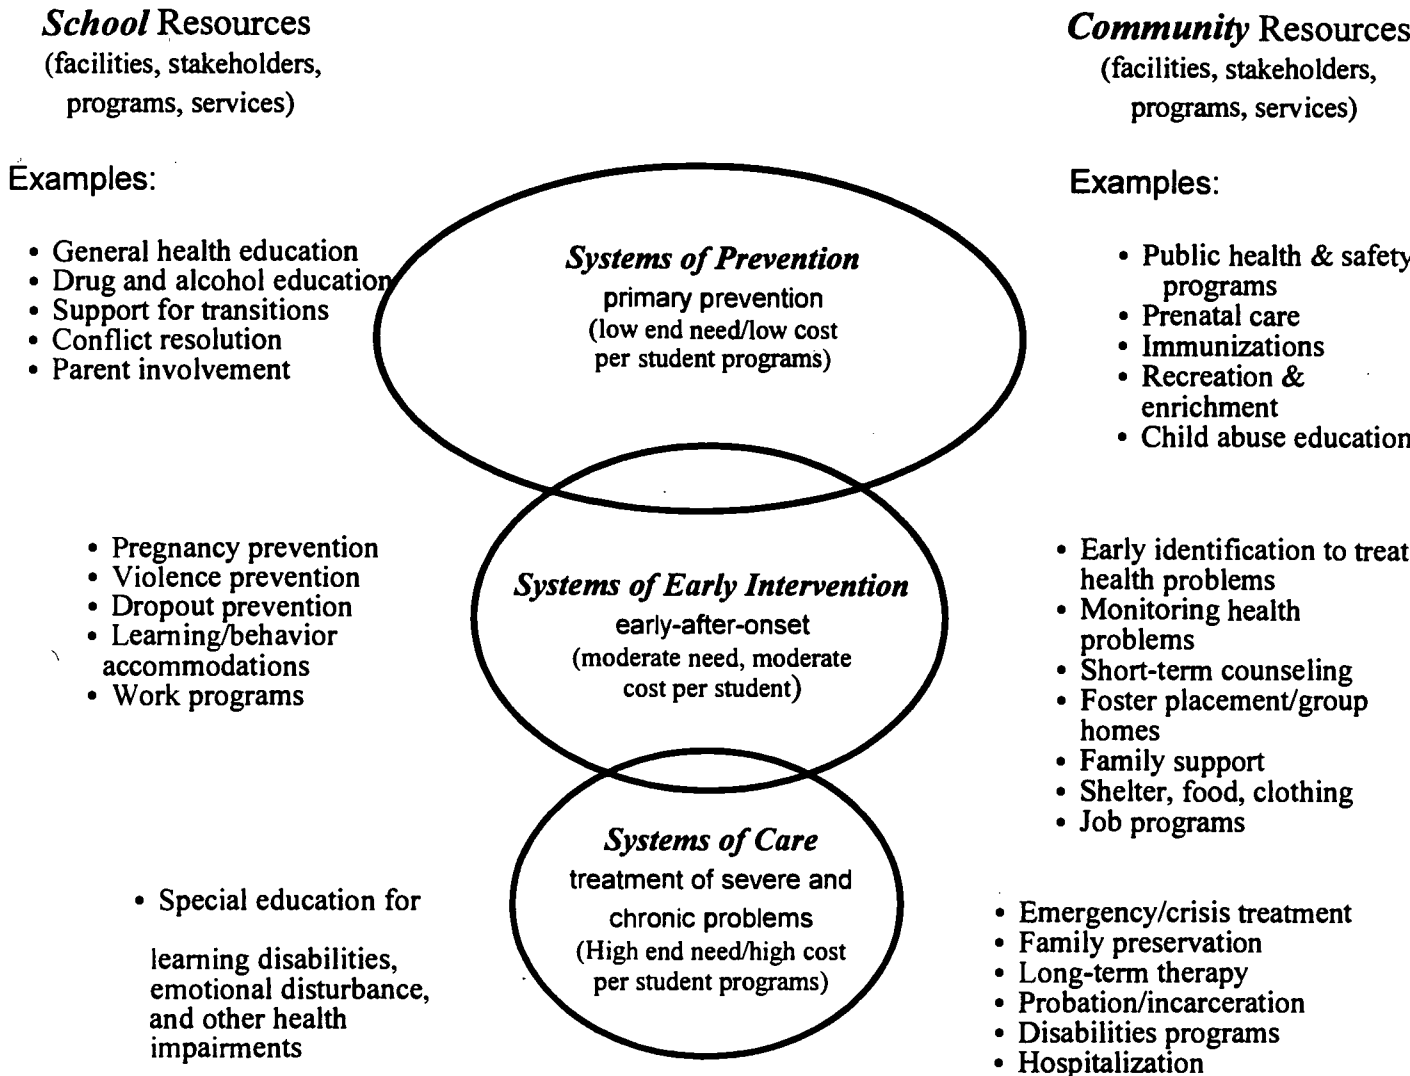 School Resources
(facilities, stakeholders,
programs, services)
Examples:
• General health education
• Drug and alcohol education
• Support for transitions
• Conflict resolution
• Parent involvement
• Pregnancy prevention
• Violence prevention
• Dropout prevention
• Learning/behavior
accommodations
• Work programs
• Special education for
learning disabilities,
emotional disturbance,
and other health
impairments
Systems of Prevention
primary prevention
(low end need/low cost
per student programs)
Systems of Early Intervention
early-after-onset
(moderate need, moderate
cost per student)
Systems of Care
treatment of severe and
chronic problems
(High end need/high cost
per student programs)
Community Resources
(facilities, stakeholders,
programs, services)
Examples:
• Public health & safety
programs
• Prenatal care
• Immunizations
• Recreation &
enrichment
• Child abuse education
• Early identification to treat
health problems
• Monitoring health
problems
• Short-term counseling
• Foster placement/group
homes
• Family support
• Shelter, food, clothing
• Job programs
• Emergency/crisis treatment
• Family preservation
• Long-term therapy
• Probation/incarceration
• Disabilities programs
• Hospitalization